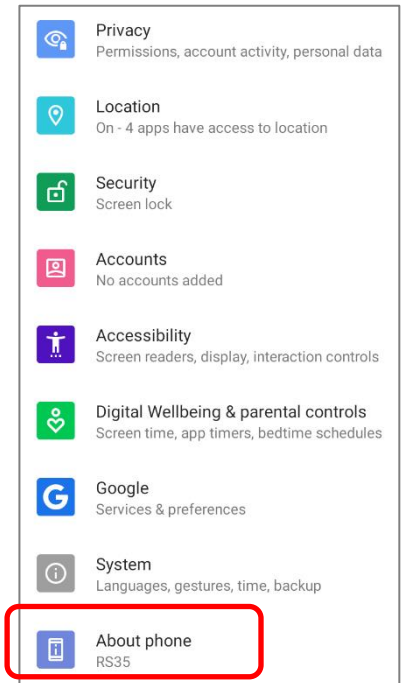 Privacy
Permissions, account activity, personal data
Location
On - 4 apps have access to location
Security
Screen lock
Accounts
No accounts added
Accessibility
Screen readers, display, interaction controls
Digital Wellbeing & parental controls
Screen time, app timers, bedtime schedules
Google
Services & preferences
System
Languages, gestures, time, backup
About phone
RS35